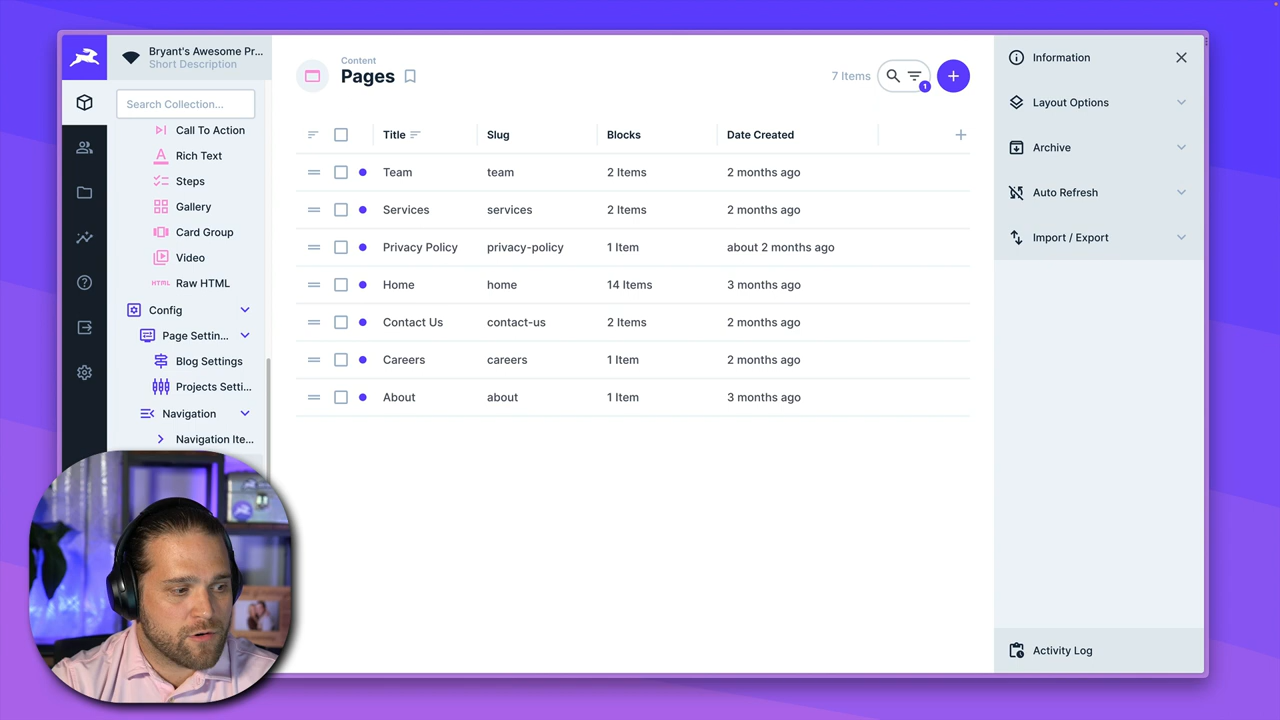 Bryant's Awesome Pr...
Short Description
Search Collection...
Call To Action
Rich Text
Steps
Gallery
Card Group
Video
HTML Raw HTML
Config
Page Settin...
Blog Settings
Projects Setti...
Navigation
Navigation Ite...
Content
Pages
7 Items
1
Title Slug Blocks Date Created
Team team 2 Items 2 months ago
Services services 2 Items 2 months ago
Privacy Policy privacy-policy 1 Item about 2 months ago
Home home 14 Items 3 months ago
Contact Us contact-us 2 Items 2 months ago
Careers careers 1 Item 2 months ago
About about 1 Item 3 months ago
Information
Layout Options
Archive
Auto Refresh
Import / Export
Activity Log